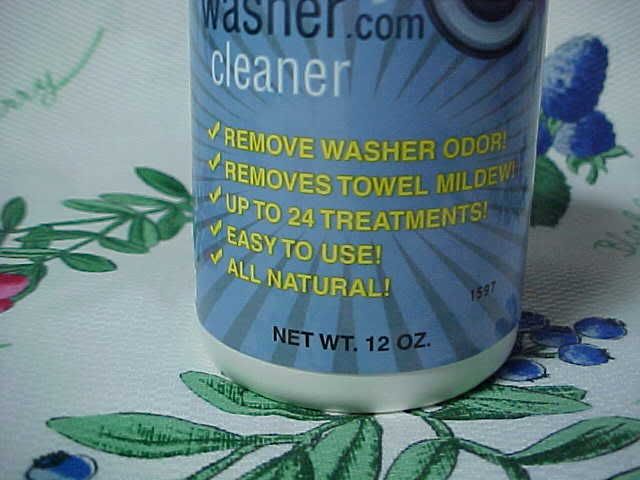 washer.com
cleaner
REMOVE WASHER ODOR!
REMOVES TOWEL MILDEW!
UP TO 24 TREATMENTS!
EASY TO USE!
ALL NATURAL!
1597
NET WT. 12 OZ.